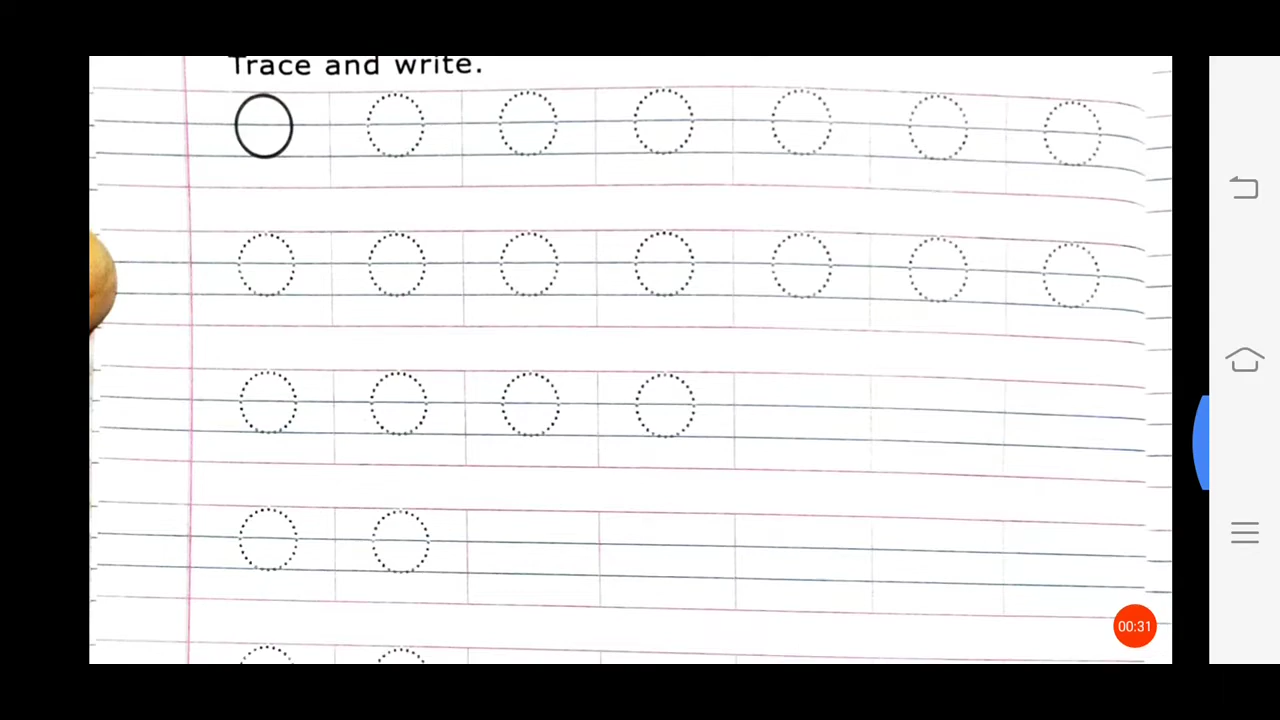 Trace and write.
O
O O O O O O
O O O O O O O
O O O O
O O
O O
00:31